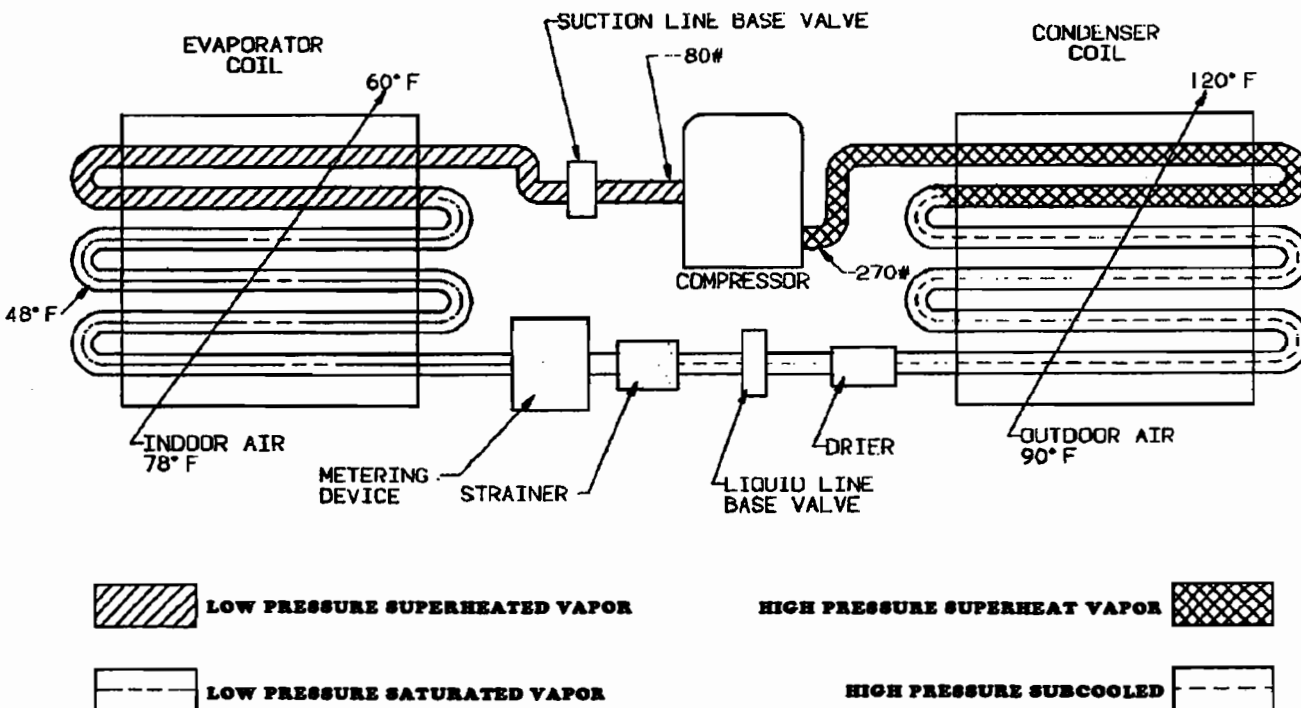 SUCTION LINE BASE VALVE
EVAPORATOR
COIL
CONDENSER
COIL
80#
60° F
120° F
COMPRESSOR
270#
48° F
INDOOR AIR
78° F
OUTDOOR AIR
90° F
METERING
DEVICE
STRAINER
LIQUID LINE
BASE VALVE
DRIER
LOW PRESSURE SUPERHEATED VAPOR
HIGH PRESSURE SUPERHEAT VAPOR
LOW PRESSURE SATURATED VAPOR
HIGH PRESSURE SUBCOOLED